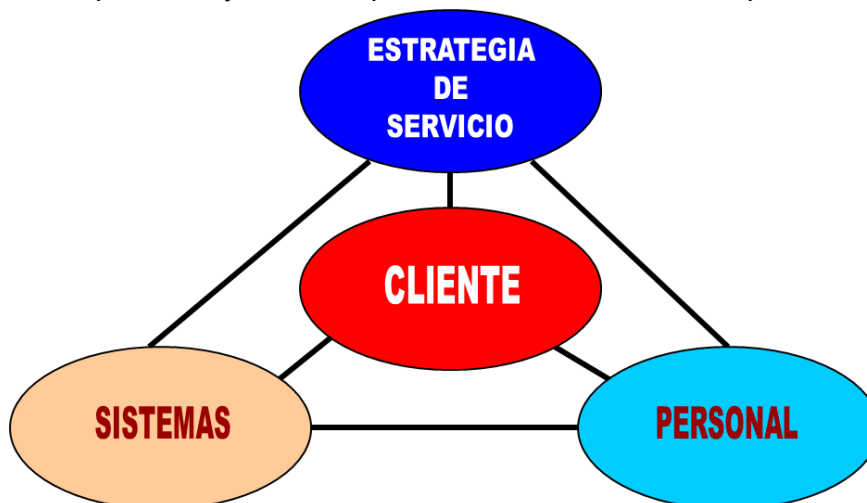 ESTRATEGIA
DE
SERVICIO
CLIENTE
SISTEMAS
PERSONAL